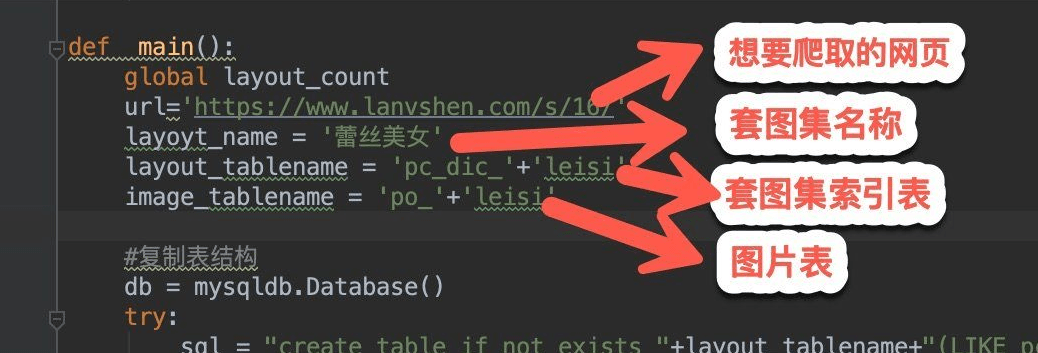 def main():
global layout_count
url='https://www.lanvshen.com/s/16/'
想要爬取的网页
layoyt_name = '蕾丝美女'
套图集名称
layout_tablename = 'pc_dic_'+'leisi'
套图集索引表
image_tablename = 'po_'+'leisi'
图片表
#复制表结构
db = mysqldb.Database()
try:
sql = "create table if not exists "+layout_tablename+"(LIKE